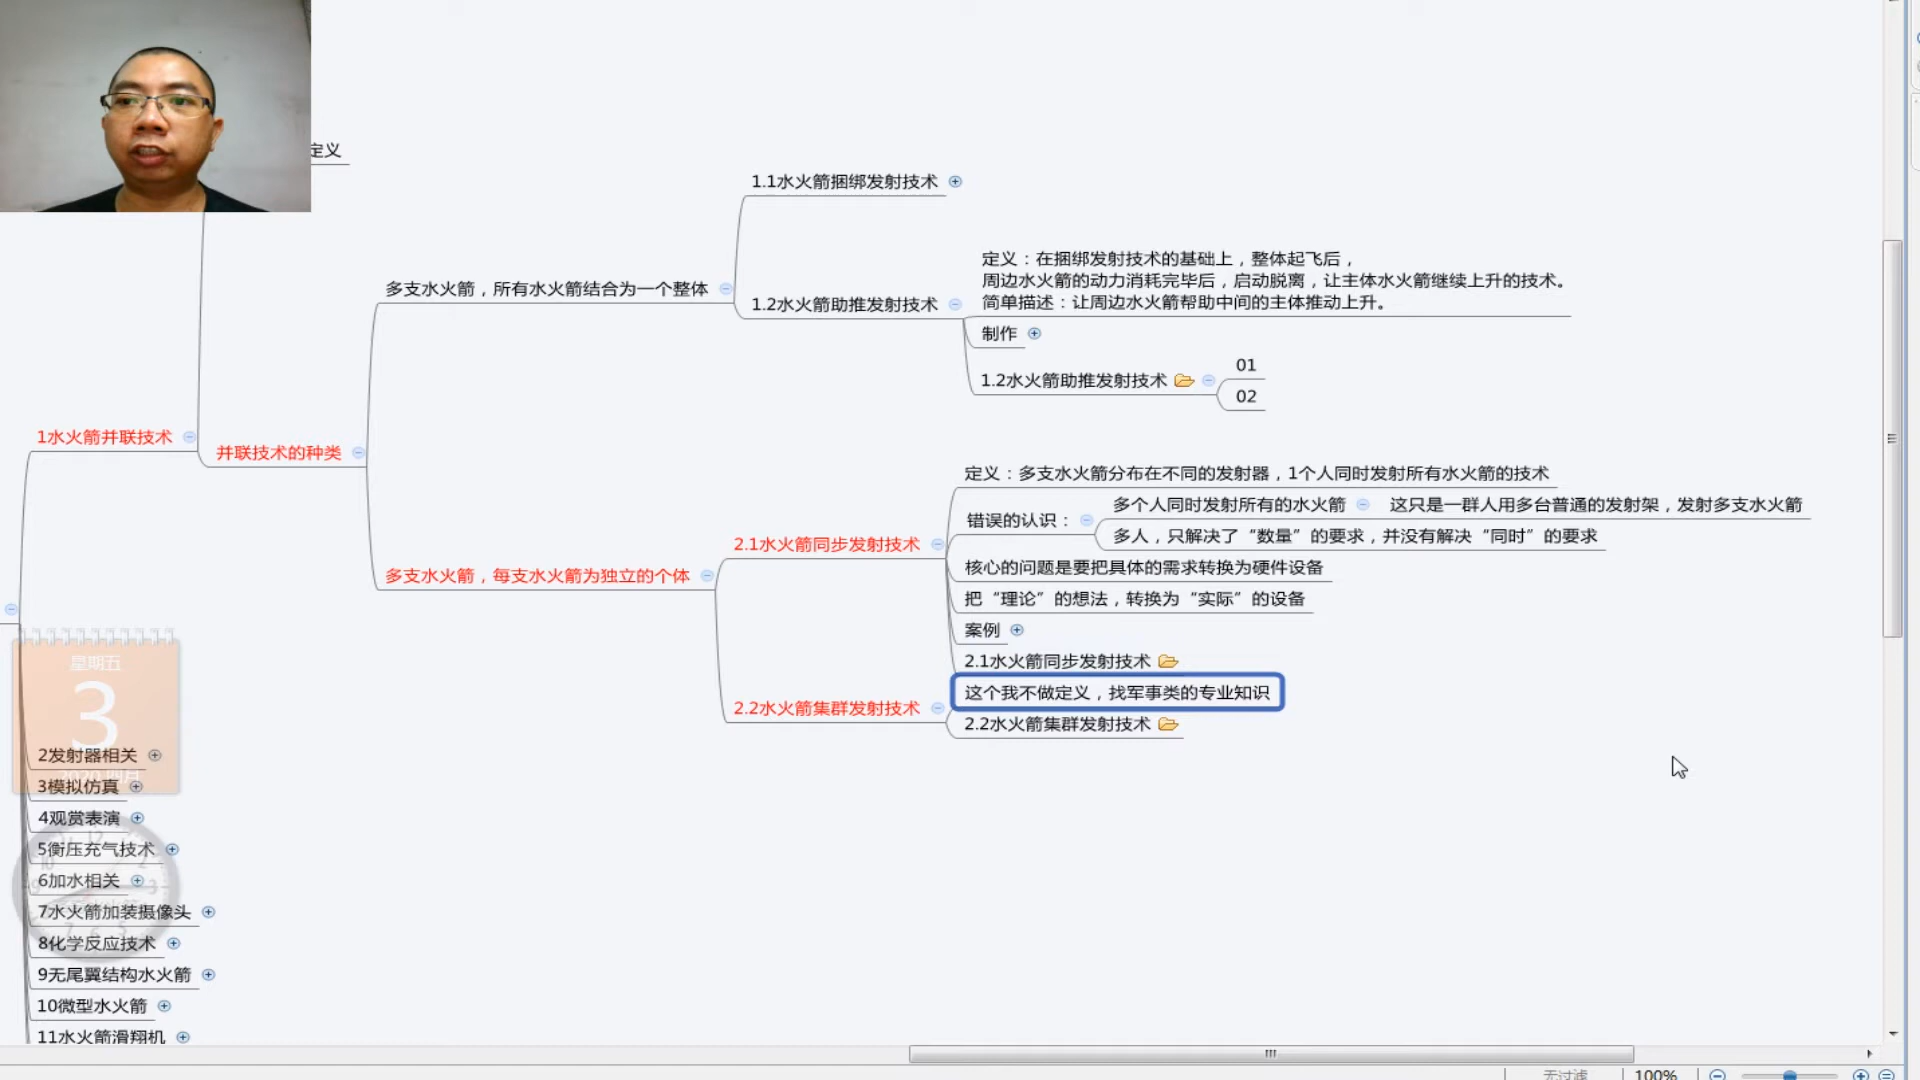 定义
1.1水火箭捆绑发射技术
定义：在捆绑发射技术的基础上，整体起飞后，
周边水火箭的动力消耗完毕后，启动脱离，让主体水火箭继续上升的技术。
简单描述：让周边水火箭帮助中间的主体推动上升。
多支水火箭，所有水火箭结合为一个整体
1.2水火箭助推发射技术
制作
1.2水火箭助推发射技术
01
02
1水火箭并联技术
并联技术的种类
定义：多支水火箭分布在不同的发射器，1个人同时发射所有水火箭的技术
错误的认识：
多个人同时发射所有的水火箭
这只是一群人用多台普通的发射架，发射多支水火箭
多人，只解决了“数量”的要求，并没有解决“同时”的要求
2.1水火箭同步发射技术
核心的问题是要把具体的需求转换为硬件设备
多支水火箭，每支水火箭为独立的个体
把“理论”的想法，转换为“实际”的设备
案例
2.1水火箭同步发射技术
这个我不做定义，找军事类的专业知识
2.2水火箭集群发射技术
2.2水火箭集群发射技术
星期五
3
2020 四月
2发射器相关
3模拟仿真
4观赏表演
5衡压充气技术
6加水相关
7水火箭加装摄像头
8化学反应技术
9无尾翼结构水火箭
10微型水火箭
11水火箭滑翔机
无过滤
100%